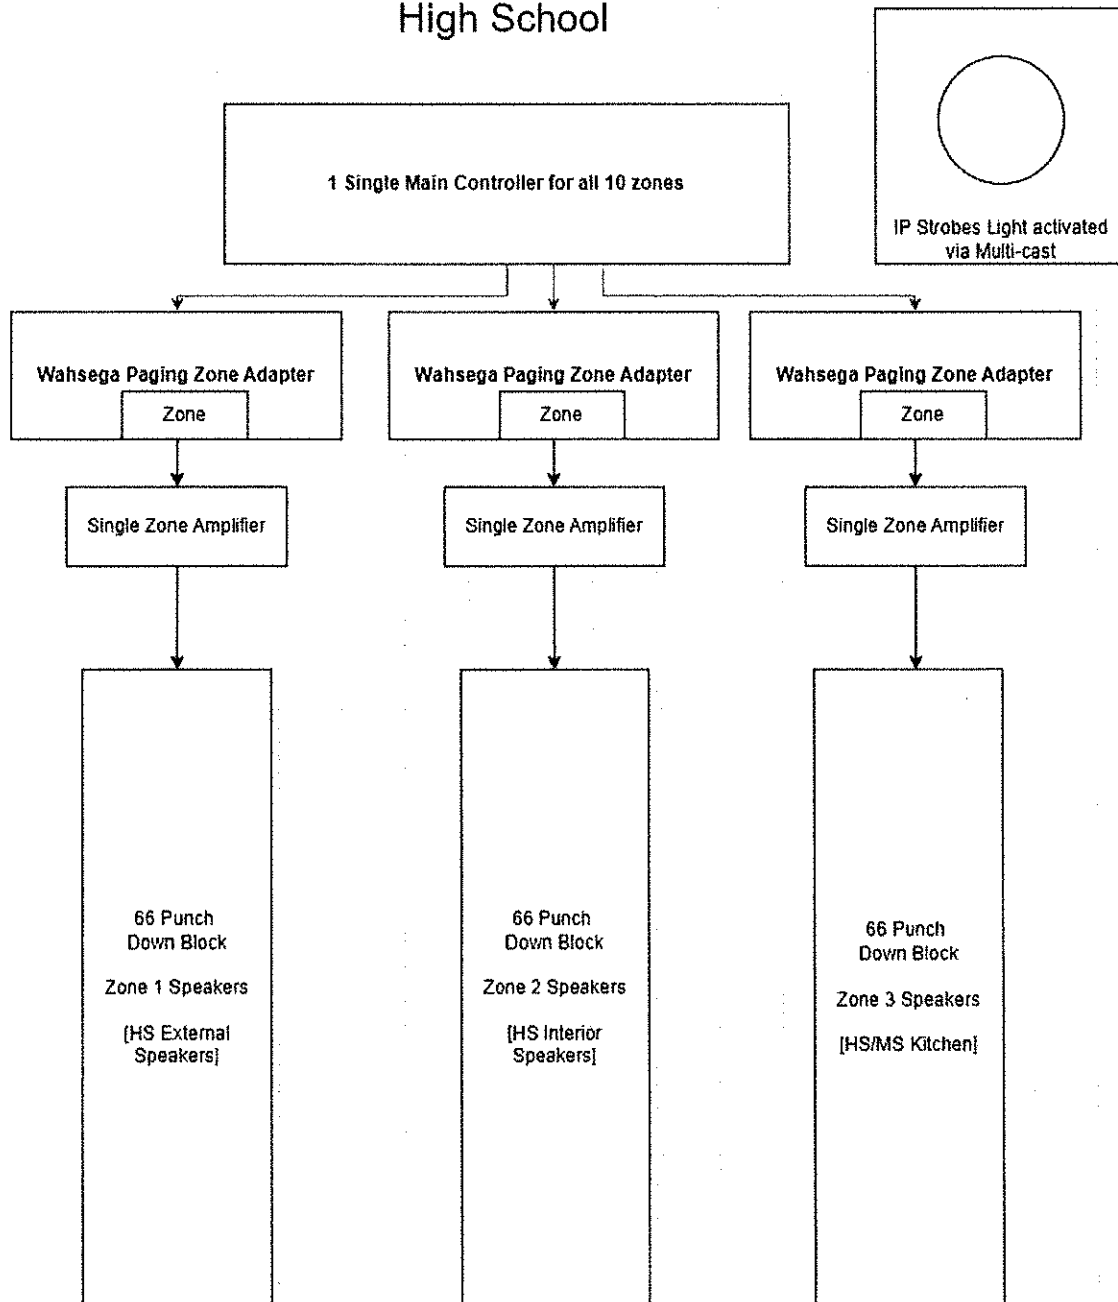 High School
1 Single Main Controller for all 10 zones
IP Strobes Light activated
via Multi-cast
Wahsega Paging Zone Adapter
Zone
Wahsega Paging Zone Adapter
Zone
Wahsega Paging Zone Adapter
Zone
Single Zone Amplifier
Single Zone Amplifier
Single Zone Amplifier
66 Punch
Down Block
Zone 1 Speakers
[HS External
Speakers]
66 Punch
Down Block
Zone 2 Speakers
[HS Interior
Speakers]
66 Punch
Down Block
Zone 3 Speakers
[HS/MS Kitchen]